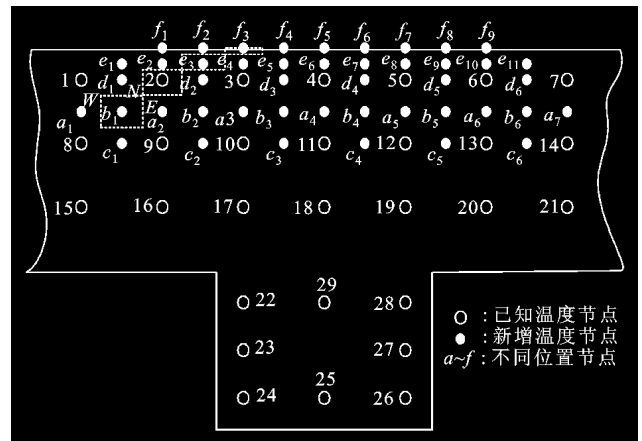 f1 f2 f3 f4 f5 f6 f7 f8 f9
e1 e2 e3 e4 e5 e6 e7 e8 e9 e10 e11
1 d1 2 d2 3 d3 4 d4 5 d5 6 d6 7
W N E
a1 b1 a2 b2 a3 b3 a4 b4 a5 b5 a6 b6 a7
8 c1 9 c2 10 c3 11 c4 12 c5 13 c6 14
15 16 17 18 19 20 21
29
22 28
23 27
25
24 26
：已知温度节点
：新增温度节点
a~f：不同位置节点